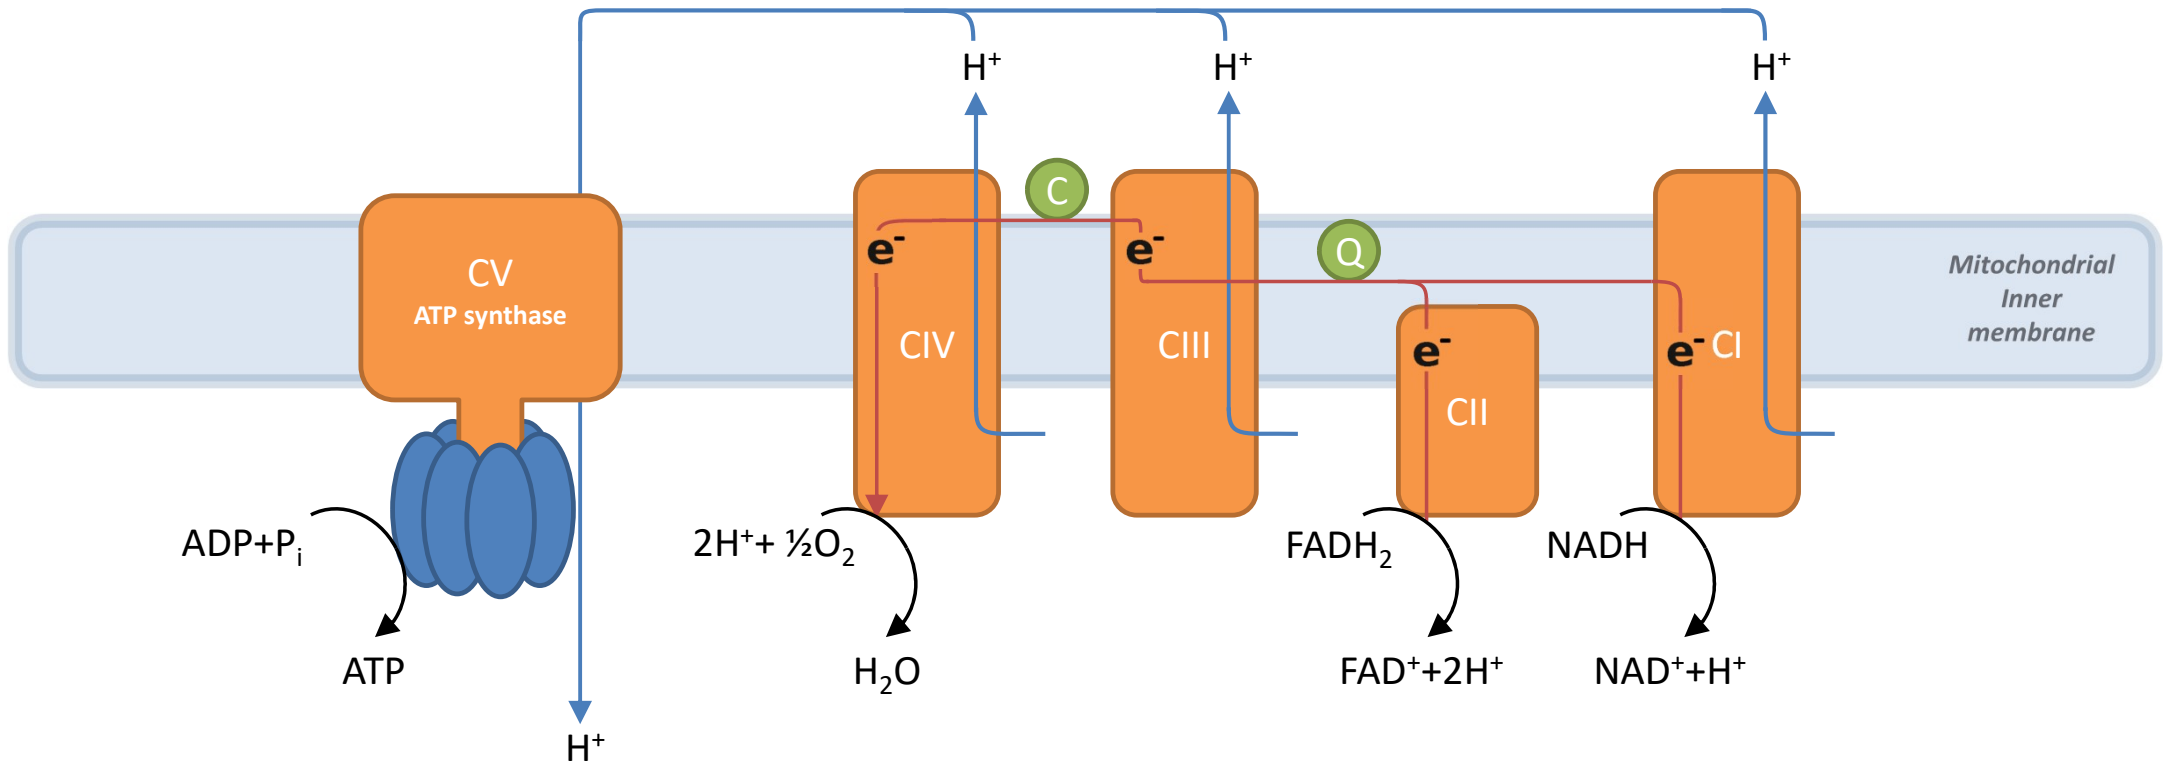 H⁺
H⁺
H⁺
C
Q
e⁻
e⁻
e⁻
e⁻
CV
ATP synthase
CIV
CIII
CII
CI
Mitochondrial
Inner
membrane
ADP+Pᵢ
ATP
2H⁺+ ½O₂
H₂O
FADH₂
FAD⁺+2H⁺
NADH
NAD⁺+H⁺
H⁺